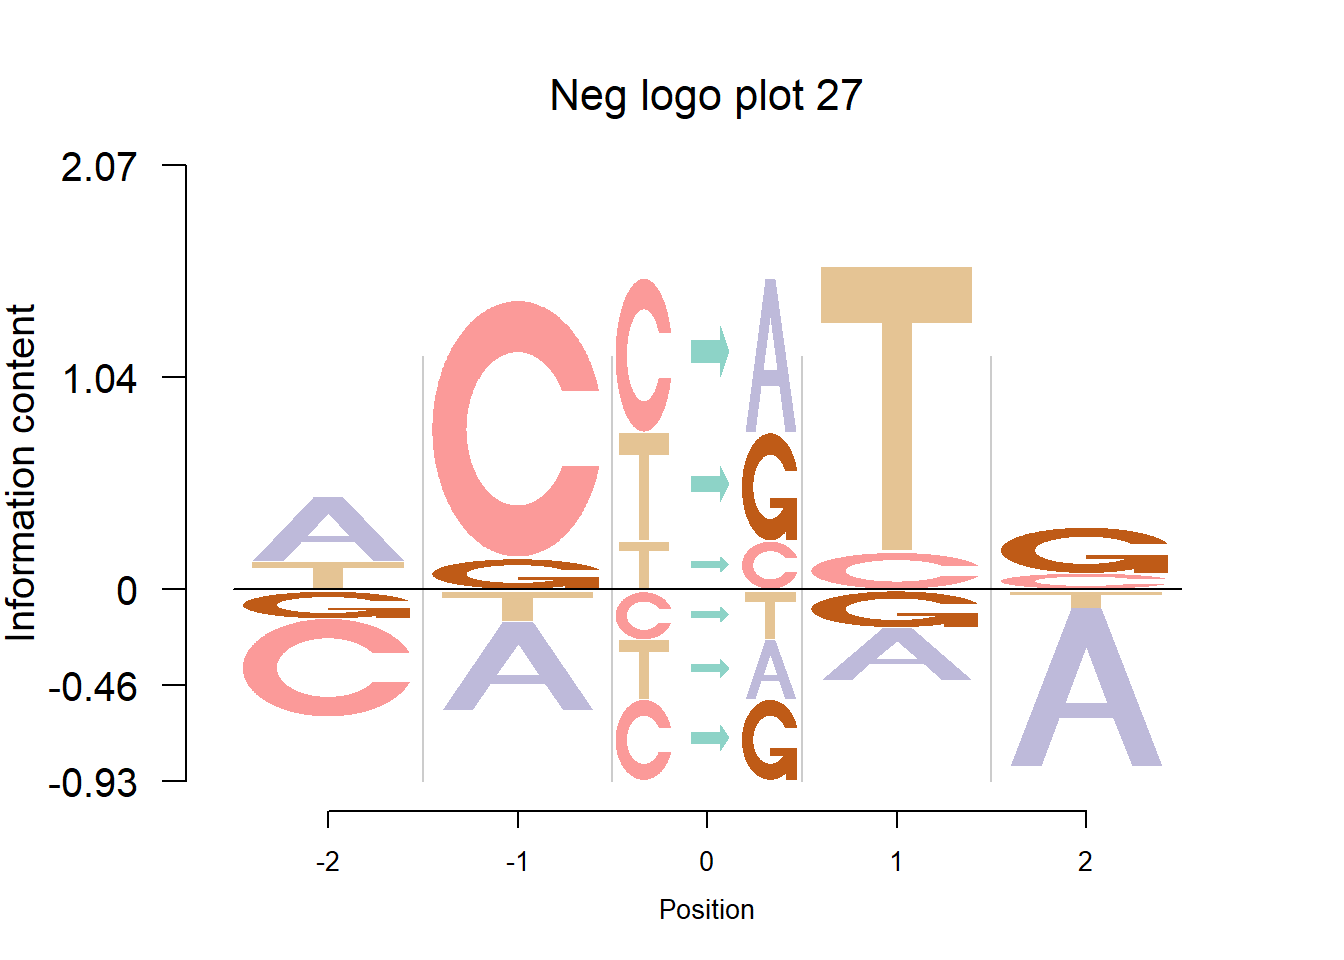 Neg logo plot 27
Information content
2.07
1.04
0
-0.46
-0.93
A
T
G
C
C
G
T
A
C A
T G
T C
C T
T A
C G
T
C
G
A
G
C
T
A
-2 -1 0 1 2
Position